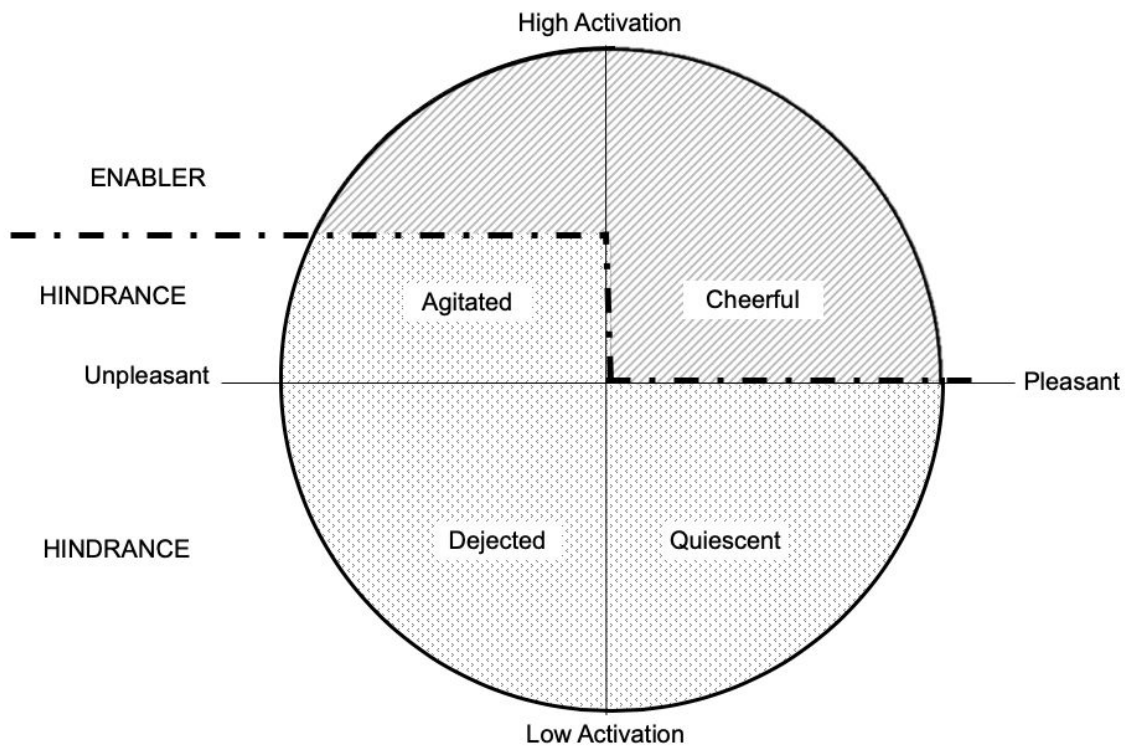 High Activation
ENABLER
HINDRANCE
Agitated
Cheerful
Unpleasant
Pleasant
HINDRANCE
Dejected
Quiescent
Low Activation